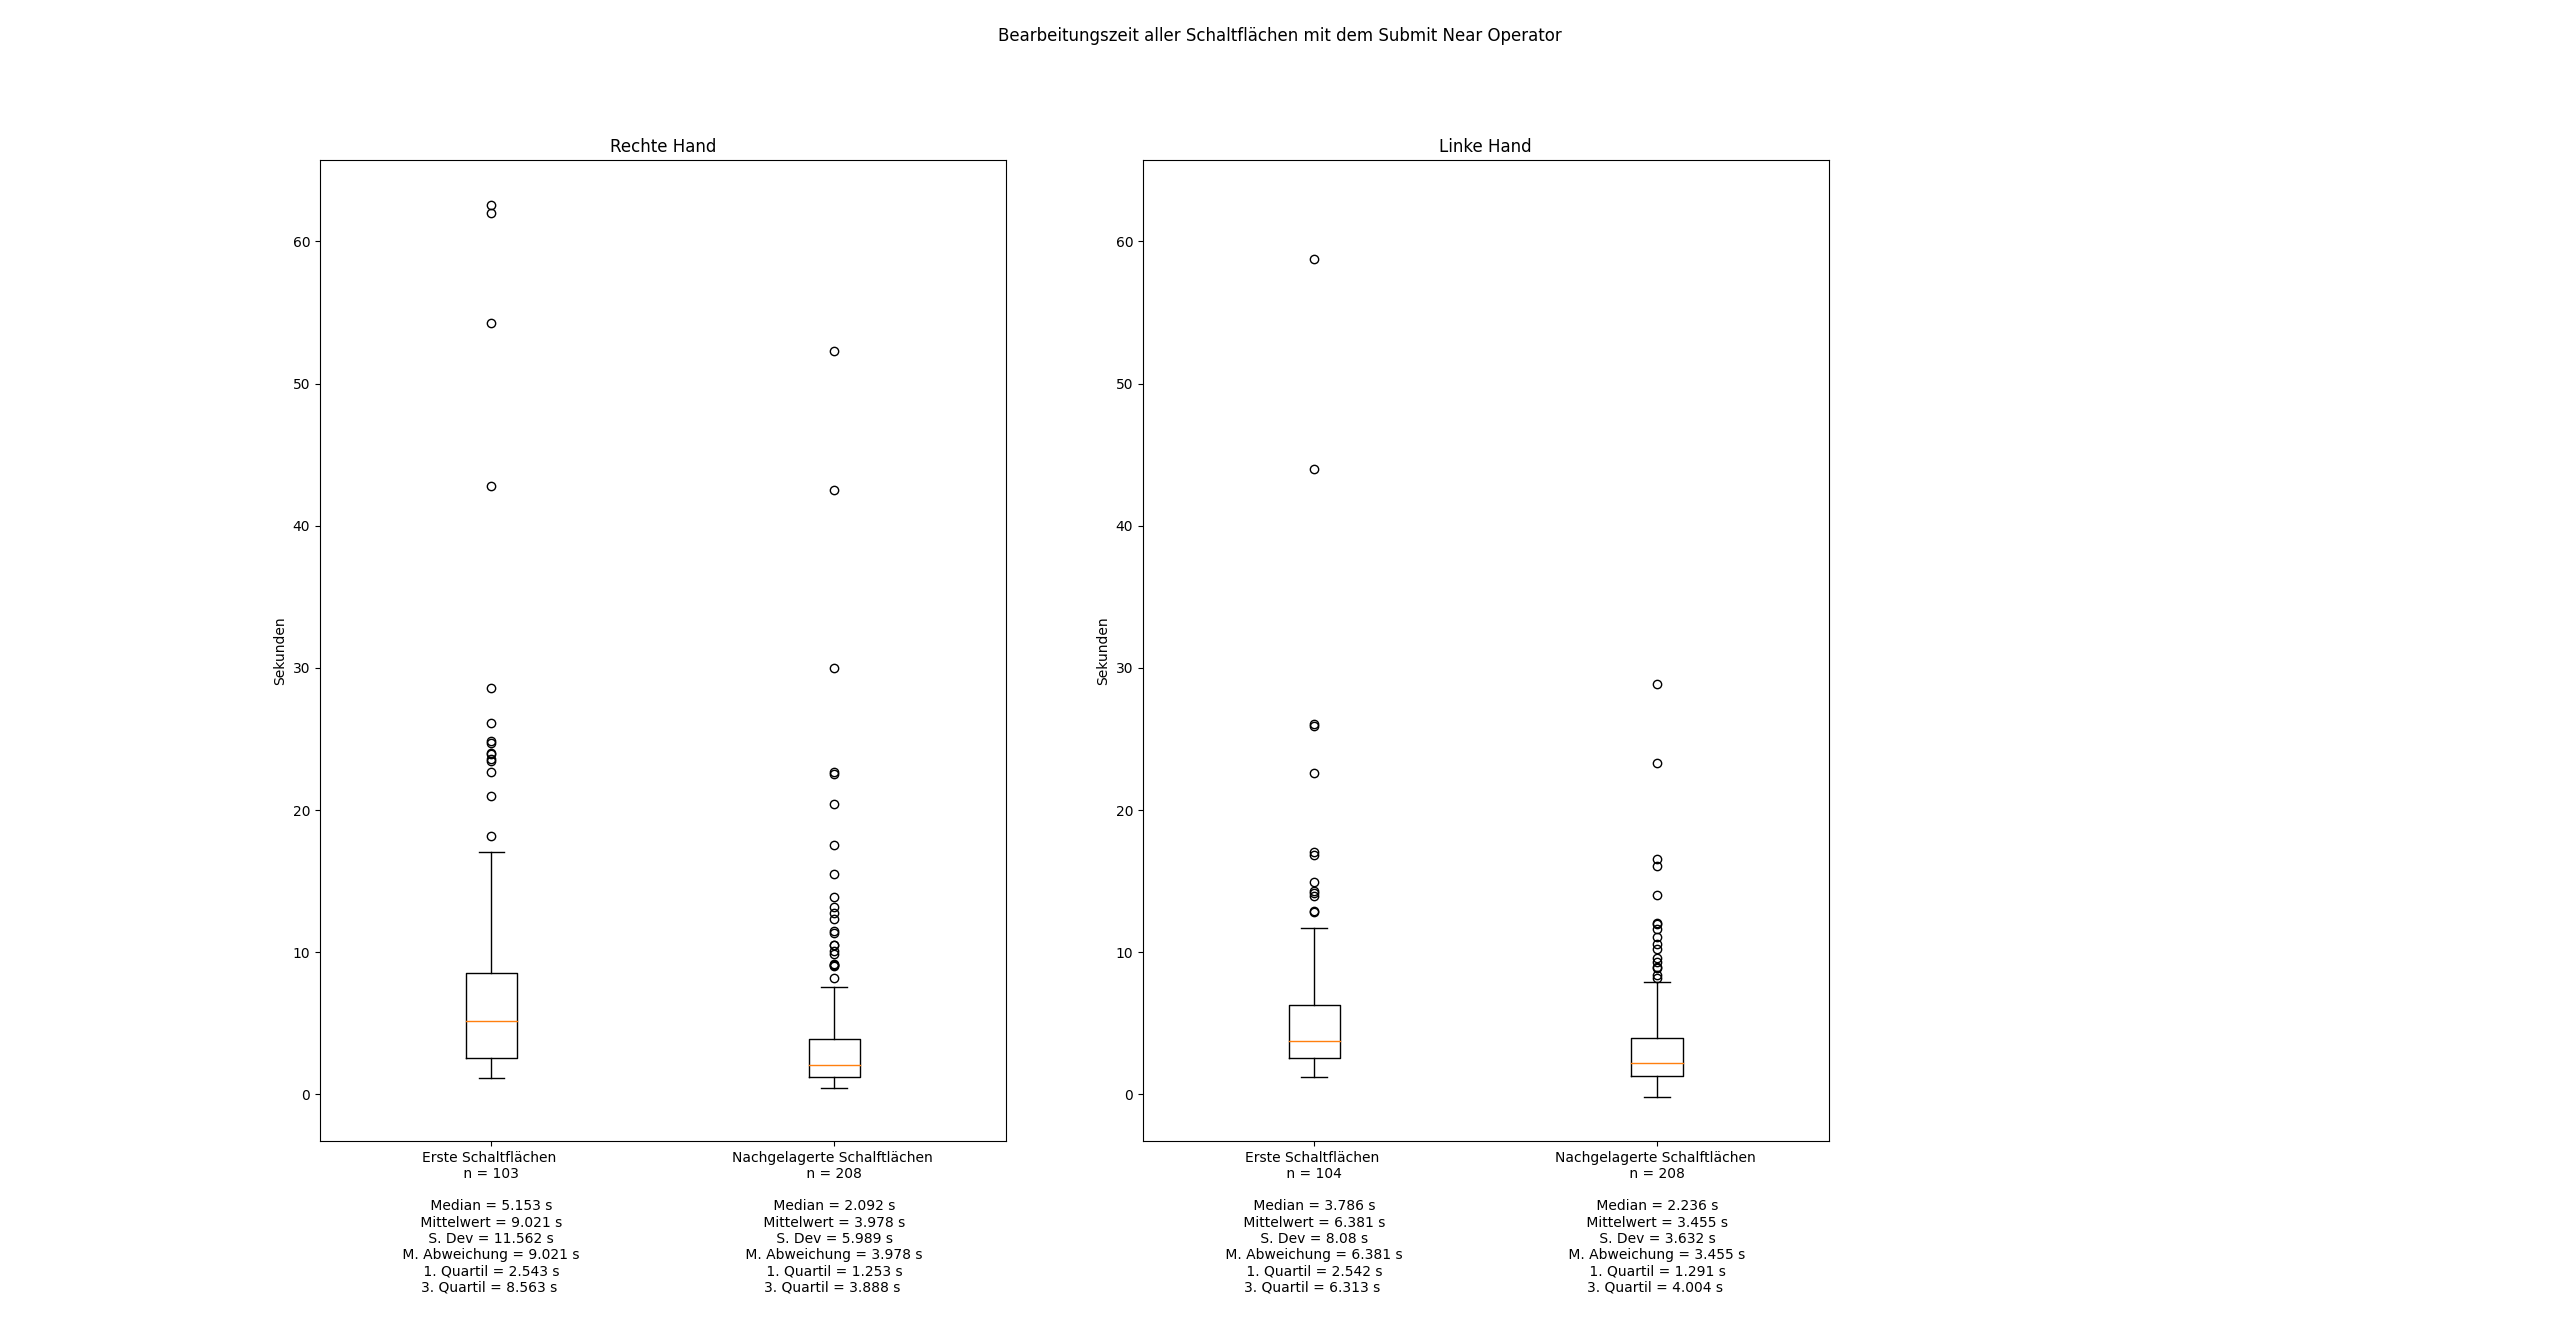 Bearbeitungszeit aller Schaltflächen mit dem Submit Near Operator
Rechte Hand
Sekunden
60
50
40
30
20
10
0
Erste Schaltflächen
n = 103
Median = 5.153 s
Mittelwert = 9.021 s
S. Dev = 11.562 s
M. Abweichung = 9.021 s
1. Quartil = 2.543 s
3. Quartil = 8.563 s
Nachgelagerte Schalftlächen
n = 208
Median = 2.092 s
Mittelwert = 3.978 s
S. Dev = 5.989 s
M. Abweichung = 3.978 s
1. Quartil = 1.253 s
3. Quartil = 3.888 s
Linke Hand
Sekunden
60
50
40
30
20
10
0
Erste Schaltflächen
n = 104
Median = 3.786 s
Mittelwert = 6.381 s
S. Dev = 8.08 s
M. Abweichung = 6.381 s
1. Quartil = 2.542 s
3. Quartil = 6.313 s
Nachgelagerte Schalftlächen
n = 208
Median = 2.236 s
Mittelwert = 3.455 s
S. Dev = 3.632 s
M. Abweichung = 3.455 s
1. Quartil = 1.291 s
3. Quartil = 4.004 s